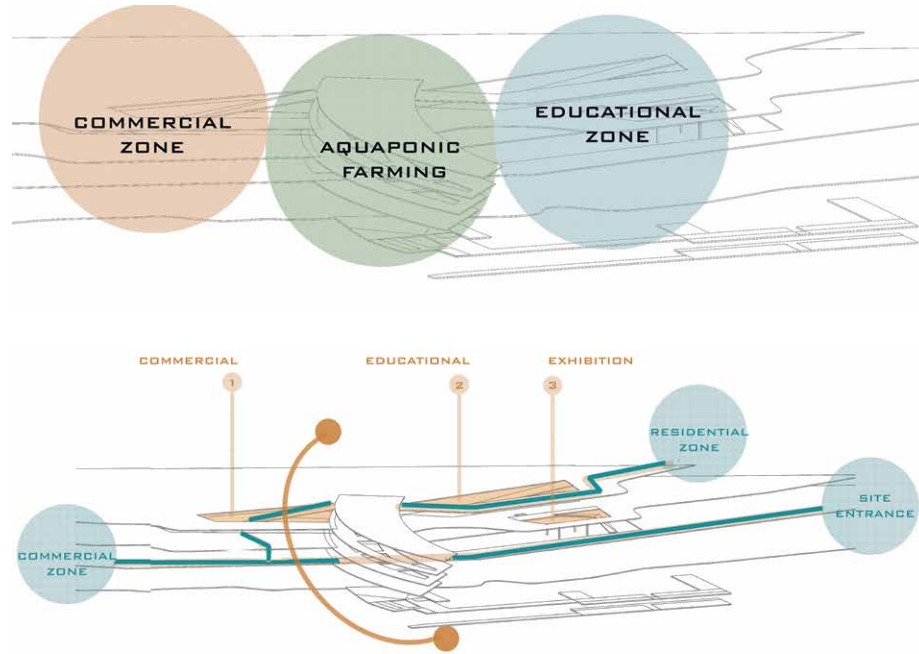 COMMERCIAL
ZONE
AQUAPONIC
FARMING
EDUCATIONAL
ZONE
COMMERCIAL
EDUCATIONAL
EXHIBITION
1
2
3
RESIDENTIAL
ZONE
SITE
ENTRANCE
COMMERCIAL
ZONE